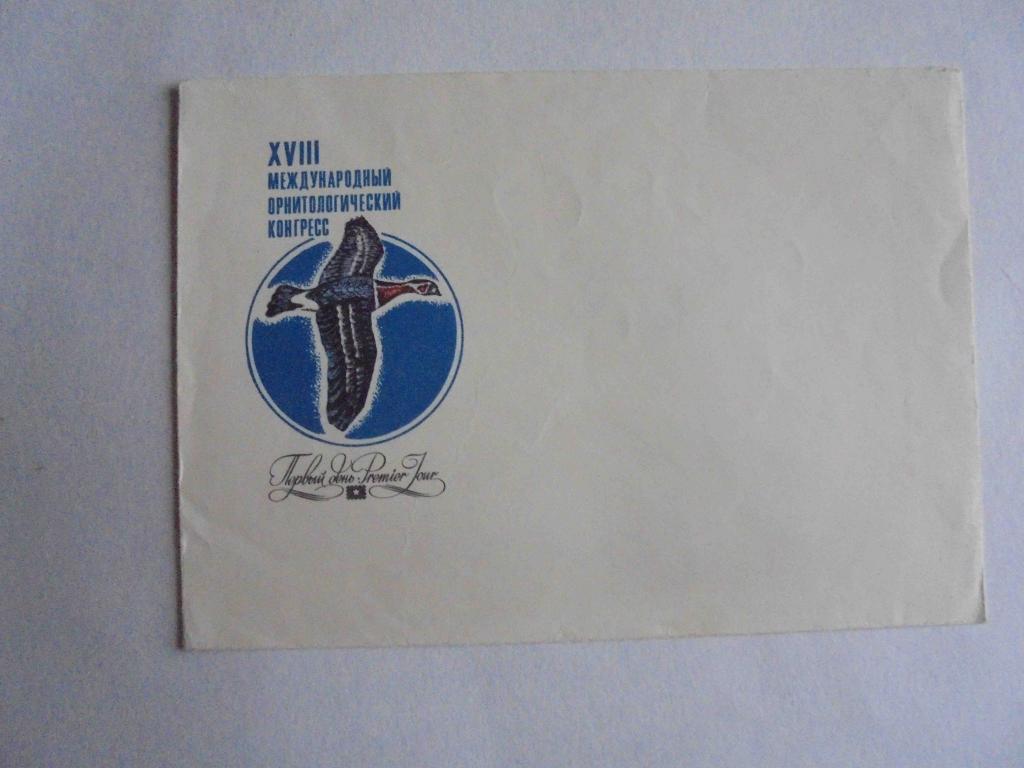 XVIII
МЕЖДУНАРОДНЫЙ
ОРНИТОЛОГИЧЕСКИЙ
КОНГРЕСС
Первый день · Premier Jour